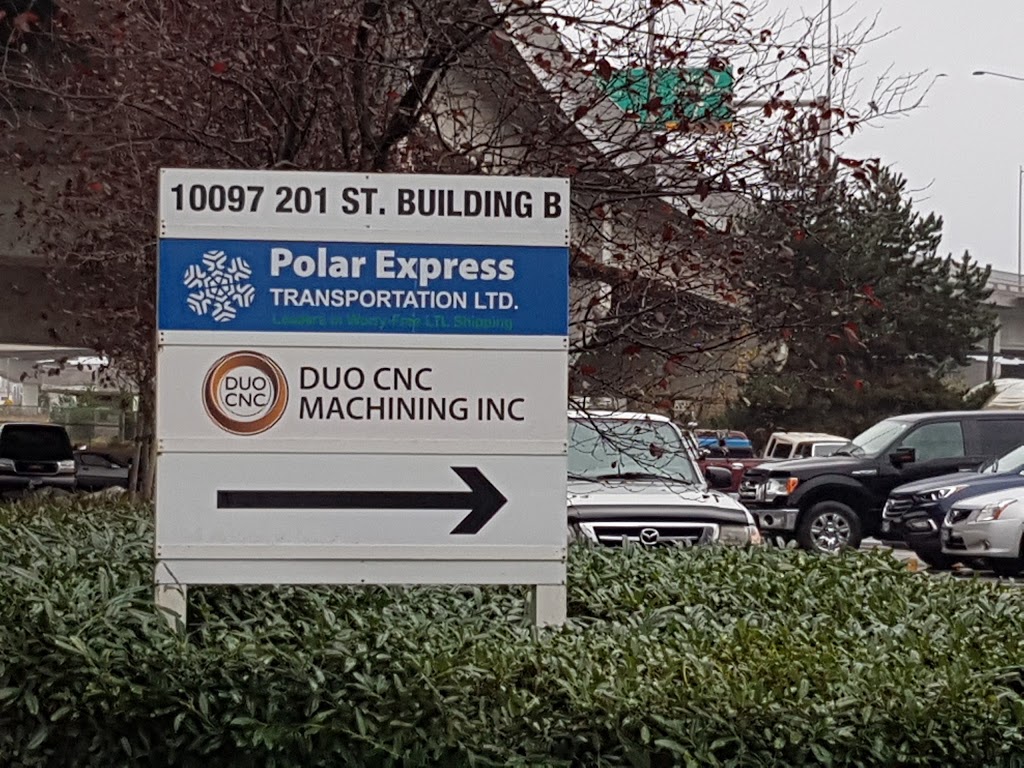 10097 201 ST. BUILDING B
Polar Express
TRANSPORTATION LTD.
Leaders in Worry-Free LTL Shipping
DUO
CNC
DUO CNC
MACHINING INC